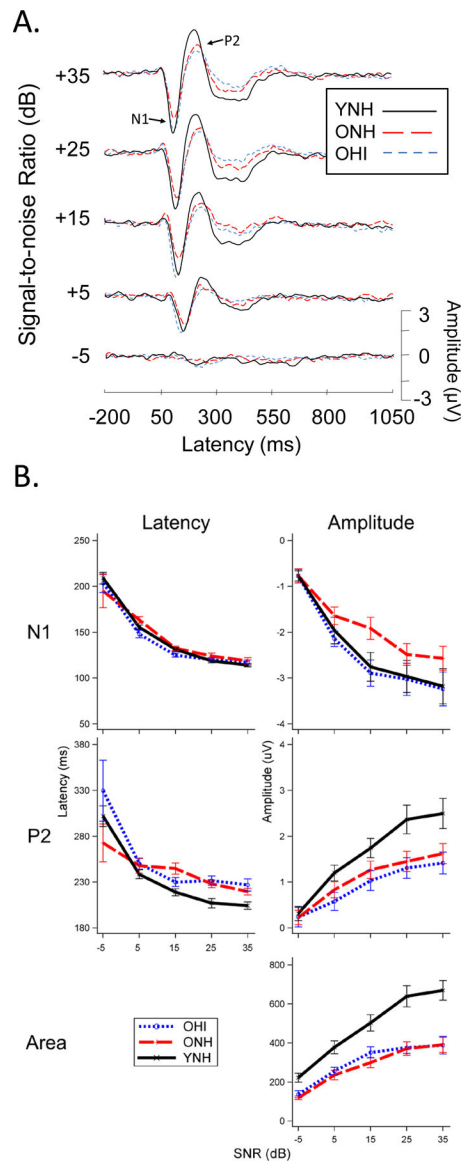 A.
Signal-to-noise Ratio (dB)
+35
+25
+15
+5
-5
N1
P2
YNH
ONH
OHI
3
0
-3
Amplitude (µV)
-200 50 300 550 800 1050
Latency (ms)
B.
Latency Amplitude
N1
250
200
150
100
50
0
-1
-2
-3
-4
P2
Latency (ms)
380
330
280
230
180
-5 5 15 25 35
Amplitude (uV)
4
3
2
1
0
Area
OHI
ONH
YNH
800
600
400
200
0
-5 5 15 25 35
SNR (dB)